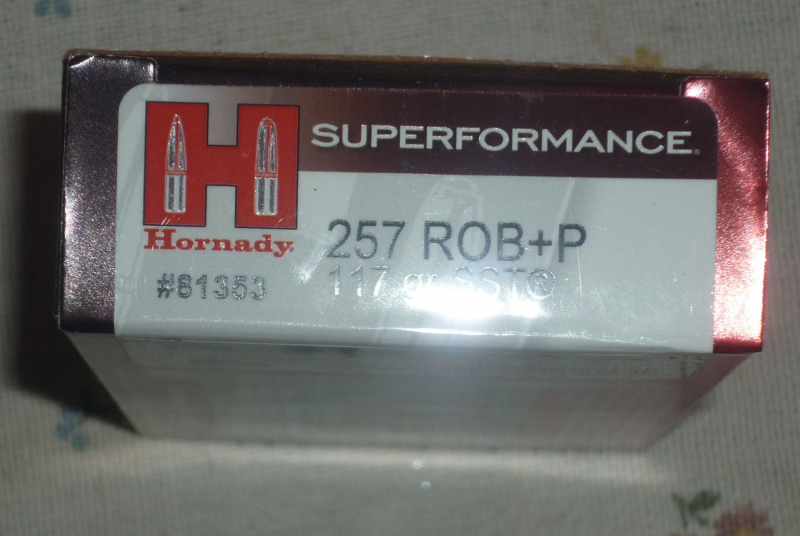 SUPERFORMANCE.
Hornady.
257 ROB+P
#81353
117 gr SST®